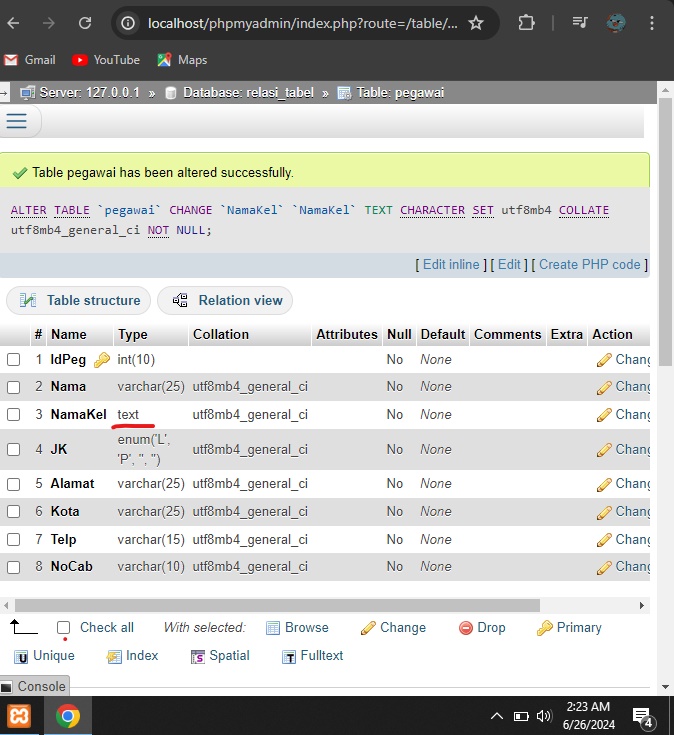 localhost/phpmyadmin/index.php?route=/table/...
Gmail YouTube Maps
Server: 127.0.0.1 » Database: relasi_tabel » Table: pegawai
Table pegawai has been altered successfully.
ALTER TABLE `pegawai` CHANGE `NamaKel` `NamaKel` TEXT CHARACTER SET utf8mb4 COLLATE
utf8mb4_general_ci NOT NULL;
[ Edit inline ] [ Edit ] [ Create PHP code ]
Table structure Relation view
# Name Type Collation Attributes Null Default Comments Extra Action
1 IdPeg int(10) No None Chang
2 Nama varchar(25) utf8mb4_general_ci No None Chang
3 NamaKel text utf8mb4_general_ci No None Chang
4 JK enum('L', 'P', '', '') utf8mb4_general_ci No None Chang
5 Alamat varchar(25) utf8mb4_general_ci No None Chang
6 Kota varchar(25) utf8mb4_general_ci No None Chang
7 Telp varchar(15) utf8mb4_general_ci No None Chang
8 NoCab varchar(10) utf8mb4_general_ci No None Chang
Check all With selected: Browse Change Drop Primary
Unique Index Spatial Fulltext
Console
2:23 AM
6/26/2024
4